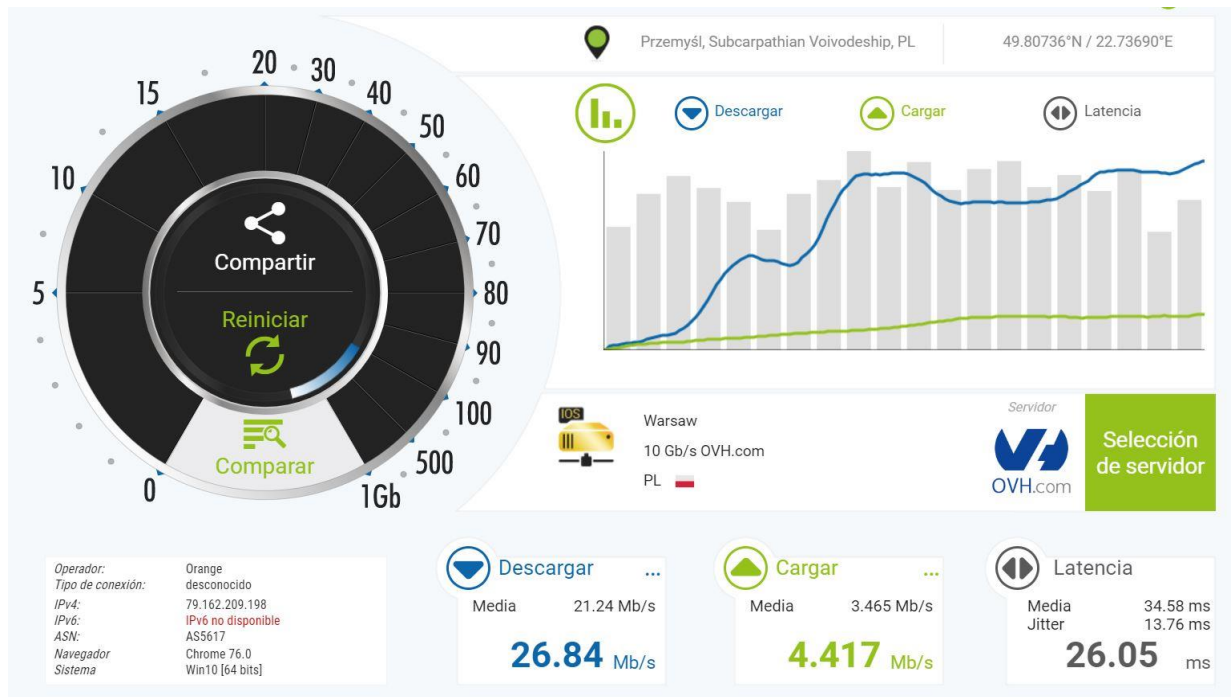 Przemyśl, Subcarpathian Voivodeship, PL
49.80736°N / 22.73690°E
Descargar
Cargar
Latencia
0
5
10
15
20
30
40
50
60
70
80
90
100
500
1Gb
Compartir
Reiniciar
Comparar
IOS
Warsaw
10 Gb/s OVH.com
PL
Servidor
OVH.com
Selección
de servidor
Operador: Orange
Tipo de conexión: desconocido
IPv4: 79.162.209.198
IPv6: IPv6 no disponible
ASN: AS5617
Navegador Chrome 76.0
Sistema Win10 [64 bits]
Descargar ...
Media 21.24 Mb/s
26.84 Mb/s
Cargar ...
Media 3.465 Mb/s
4.417 Mb/s
Latencia
Media 34.58 ms
Jitter 13.76 ms
26.05 ms